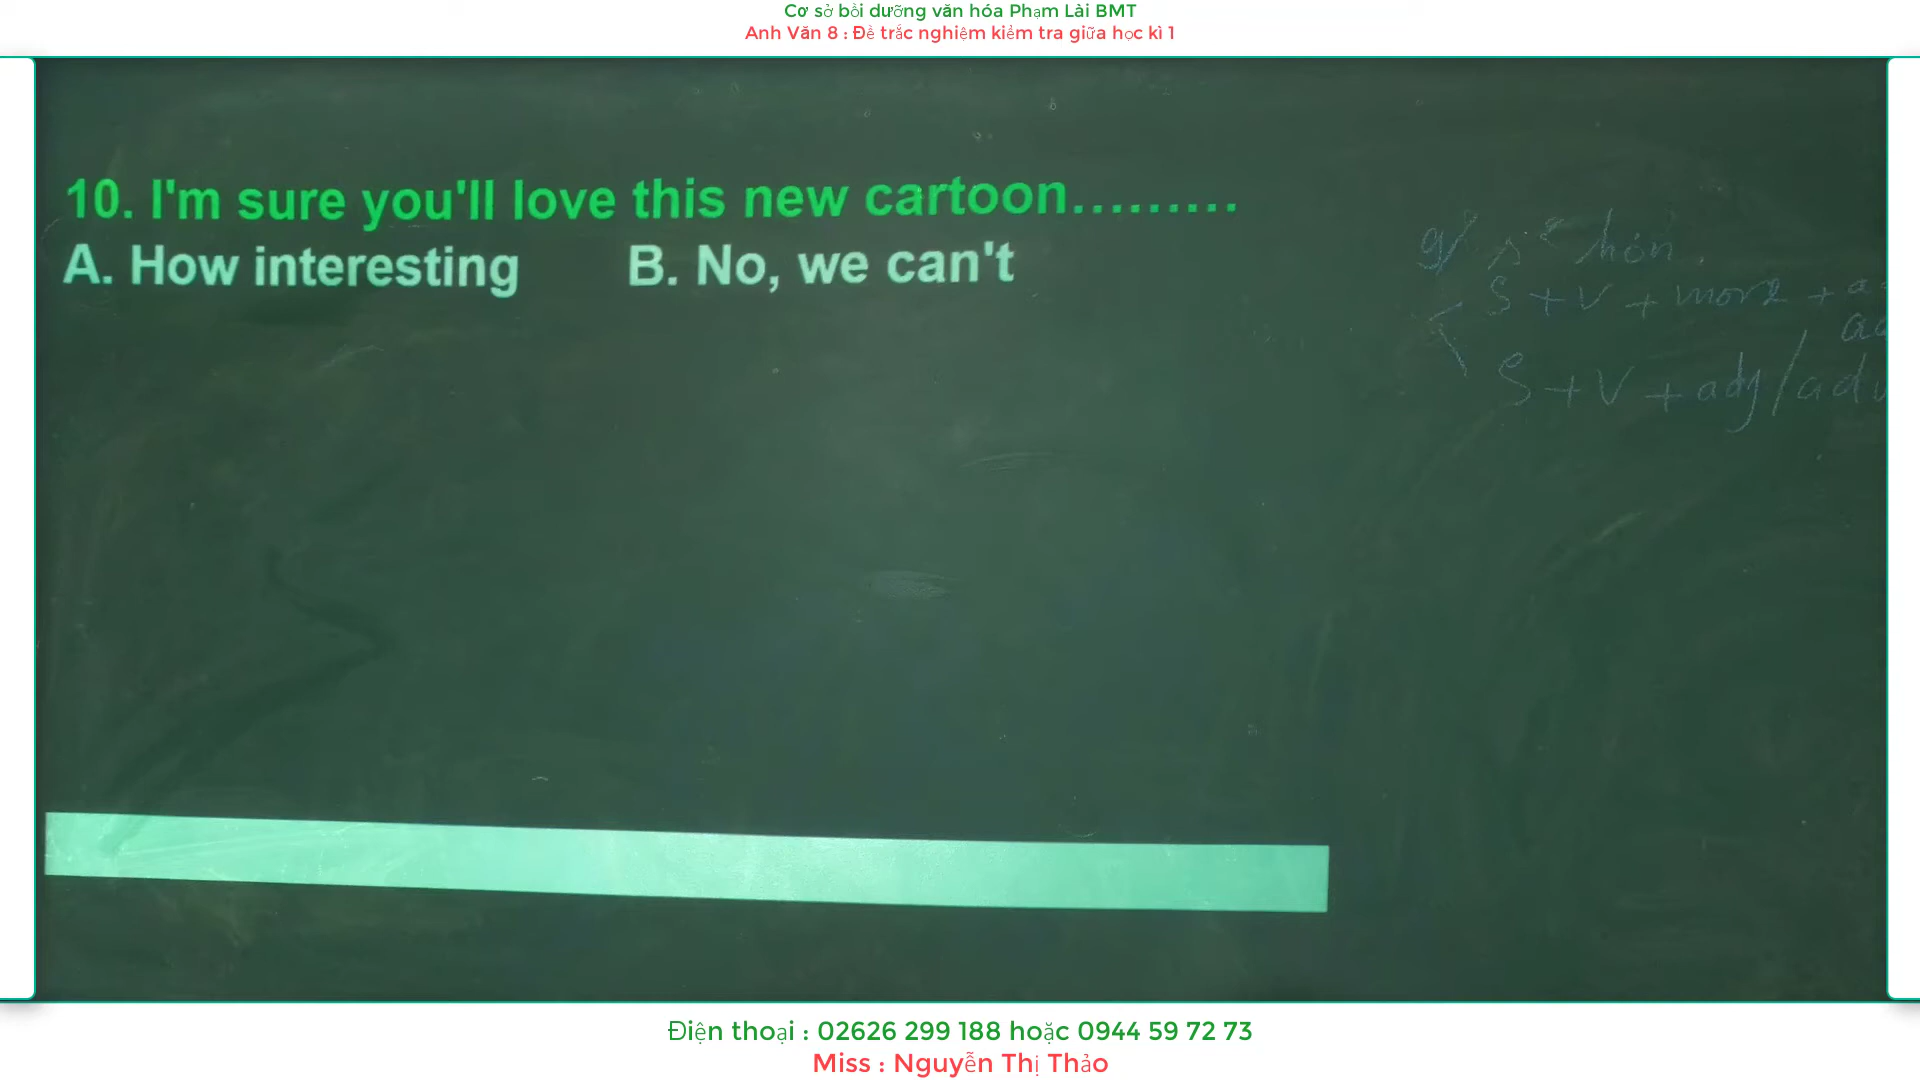 Cơ sở bồi dưỡng văn hóa Phạm Lài BMT
Anh Văn 8 : Đề trắc nghiệm kiểm tra giữa học kì 1
10. I'm sure you'll love this new cartoon.........
A. How interesting B. No, we can't
hơn.
S + V + more +
S + V + adj/adv
Điện thoại : 02626 299 188 hoặc 0944 59 72 73
Miss : Nguyễn Thị Thảo